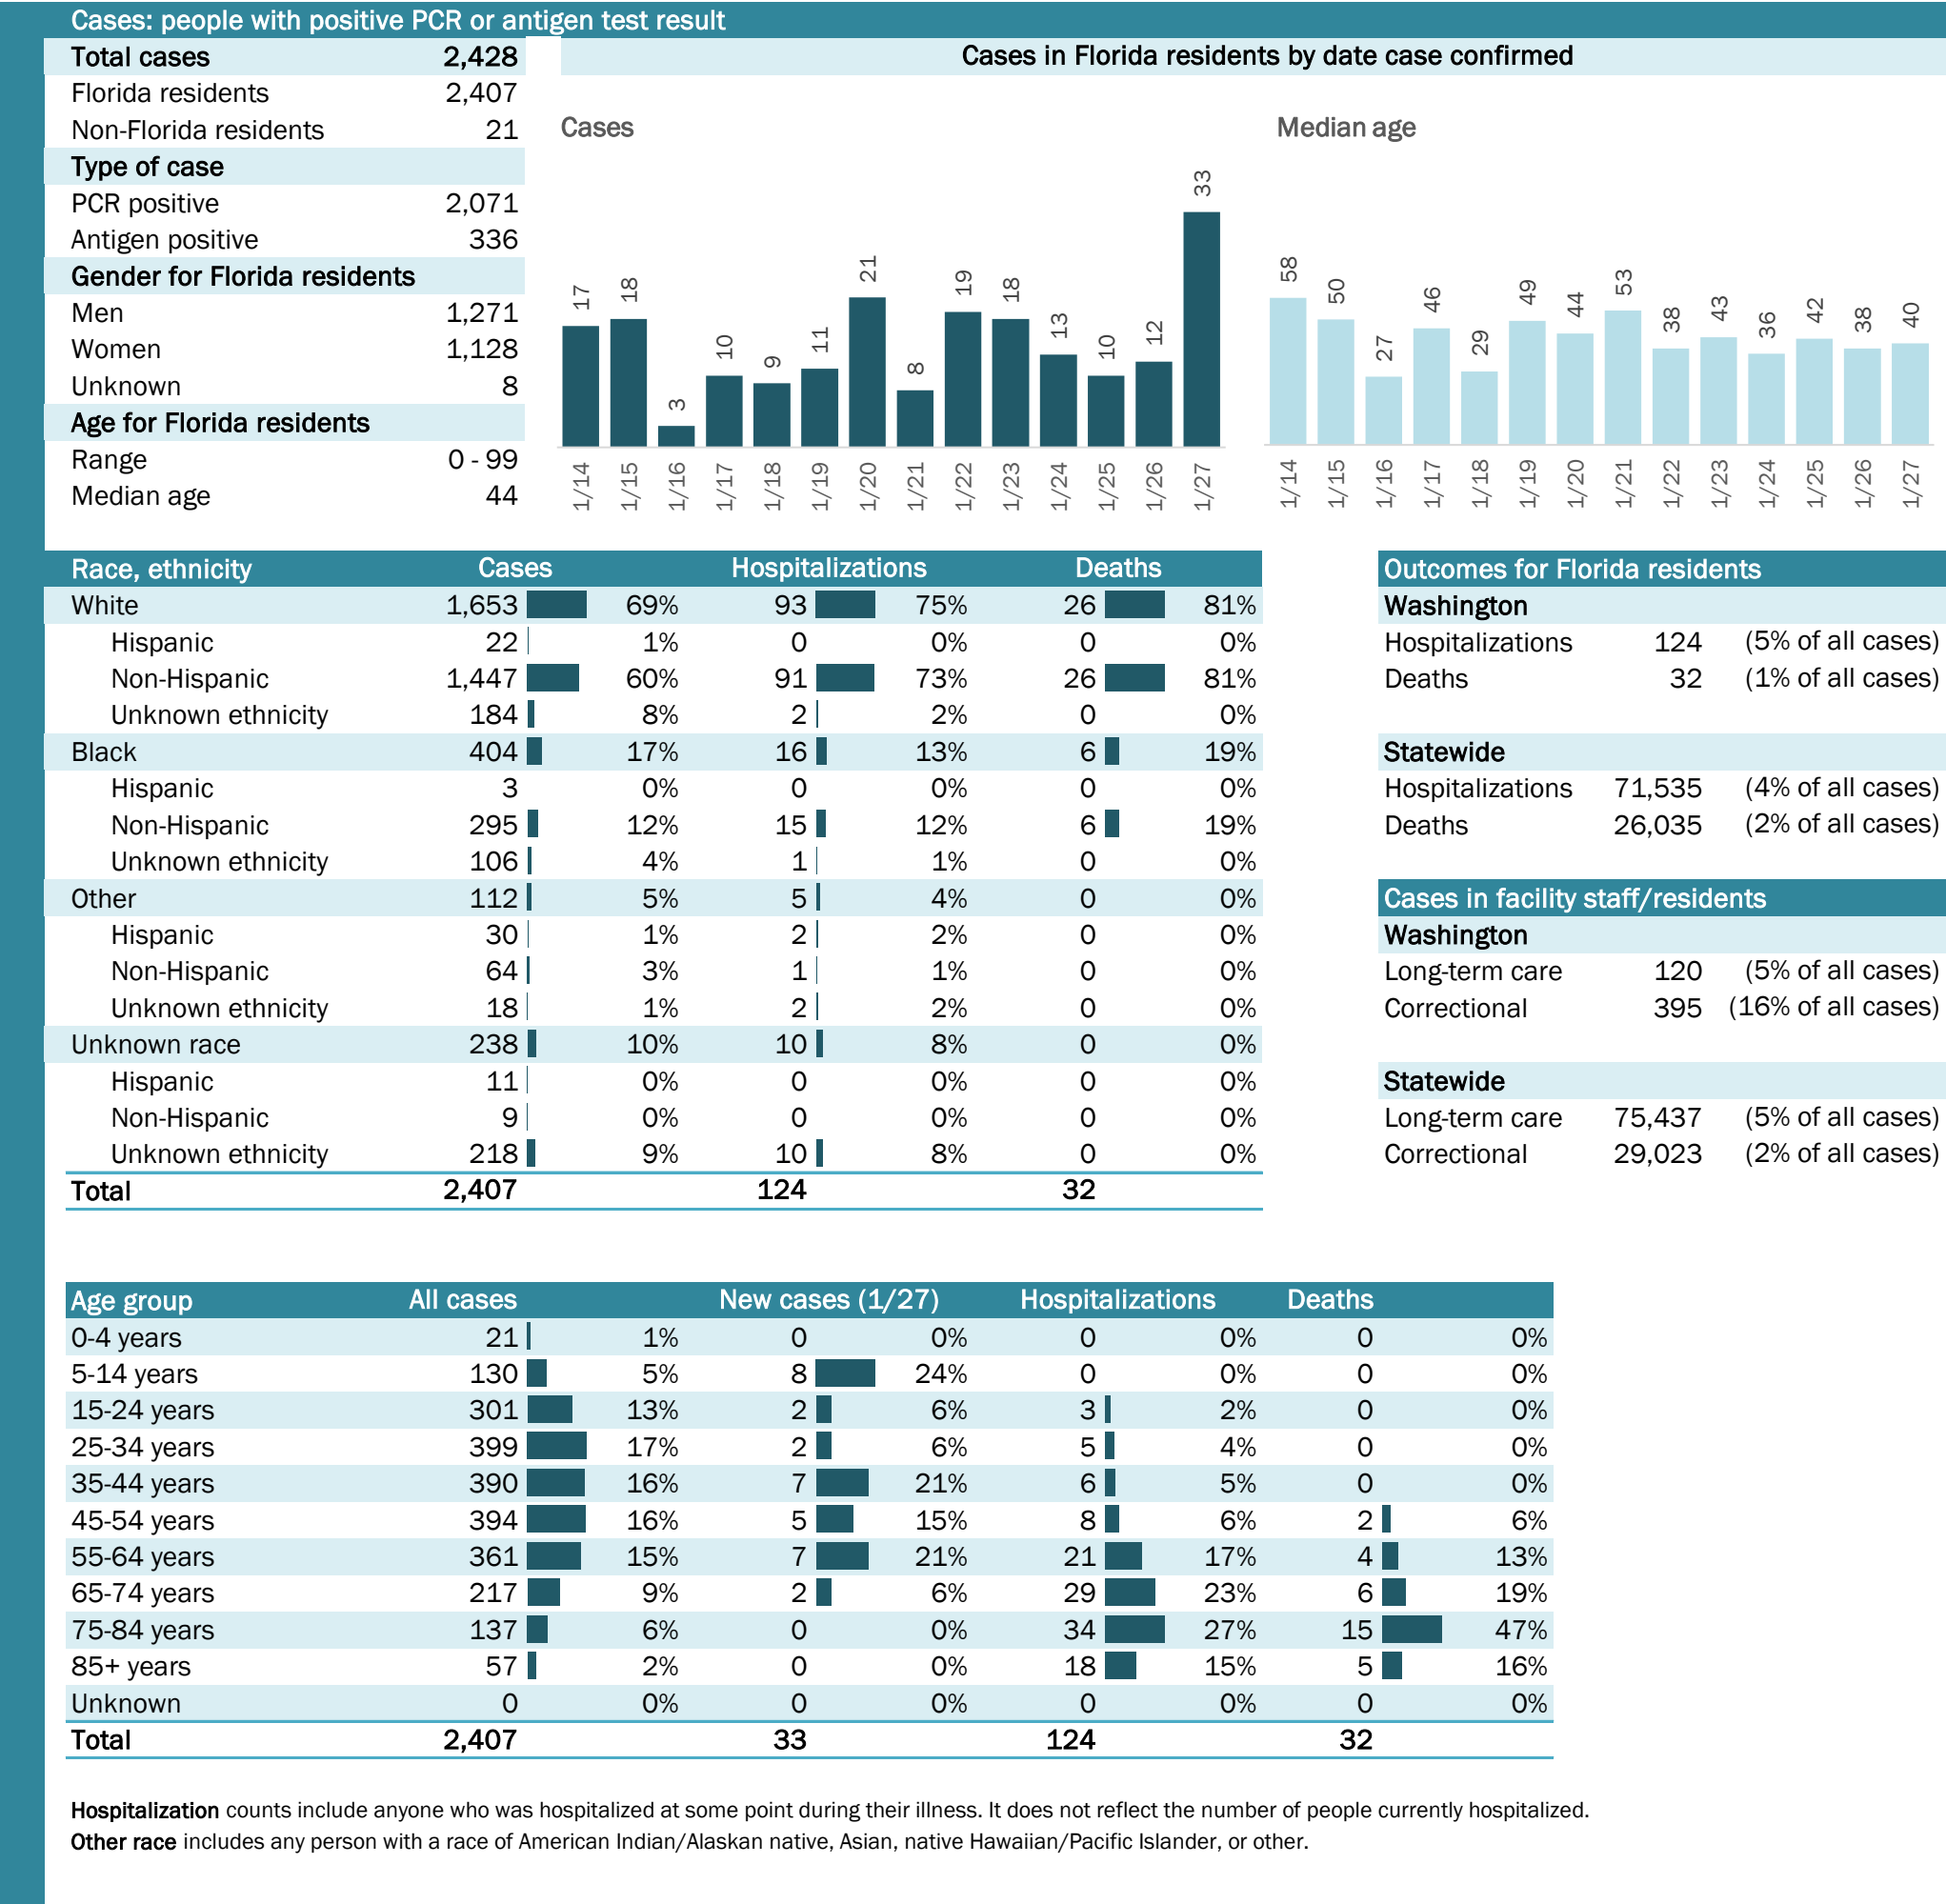 Cases: people with positive PCR or antigen test result
Total cases 2,428
Florida residents 2,407
Non-Florida residents 21
Type of case
PCR positive 2,071
Antigen positive 336
Gender for Florida residents
Men 1,271
Women 1,128
Unknown 8
Age for Florida residents
Range 0 - 99
Median age 44
Cases in Florida residents by date case confirmed
Cases
17 18 3 10 9 11 21 8 19 18 13 10 12 33
1/14 1/15 1/16 1/17 1/18 1/19 1/20 1/21 1/22 1/23 1/24 1/25 1/26 1/27
Median age
58 50 27 46 29 49 44 53 38 43 36 42 38 40
1/14 1/15 1/16 1/17 1/18 1/19 1/20 1/21 1/22 1/23 1/24 1/25 1/26 1/27
Race, ethnicity Cases Hospitalizations Deaths
White 1,653 69% 93 75% 26 81%
Hispanic 22 1% 0 0% 0 0%
Non-Hispanic 1,447 60% 91 73% 26 81%
Unknown ethnicity 184 8% 2 2% 0 0%
Black 404 17% 16 13% 6 19%
Hispanic 3 0% 0 0% 0 0%
Non-Hispanic 295 12% 15 12% 6 19%
Unknown ethnicity 106 4% 1 1% 0 0%
Other 112 5% 5 4% 0 0%
Hispanic 30 1% 2 2% 0 0%
Non-Hispanic 64 3% 1 1% 0 0%
Unknown ethnicity 18 1% 2 2% 0 0%
Unknown race 238 10% 10 8% 0 0%
Hispanic 11 0% 0 0% 0 0%
Non-Hispanic 9 0% 0 0% 0 0%
Unknown ethnicity 218 9% 10 8% 0 0%
Total 2,407 124 32
Outcomes for Florida residents
Washington
Hospitalizations 124 (5% of all cases)
Deaths 32 (1% of all cases)
Statewide
Hospitalizations 71,535 (4% of all cases)
Deaths 26,035 (2% of all cases)
Cases in facility staff/residents
Washington
Long-term care 120 (5% of all cases)
Correctional 395 (16% of all cases)
Statewide
Long-term care 75,437 (5% of all cases)
Correctional 29,023 (2% of all cases)
Age group All cases New cases (1/27) Hospitalizations Deaths
0-4 years 21 1% 0 0% 0 0% 0 0%
5-14 years 130 5% 8 24% 0 0% 0 0%
15-24 years 301 13% 2 6% 3 2% 0 0%
25-34 years 399 17% 2 6% 5 4% 0 0%
35-44 years 390 16% 7 21% 6 5% 0 0%
45-54 years 394 16% 5 15% 8 6% 2 6%
55-64 years 361 15% 7 21% 21 17% 4 13%
65-74 years 217 9% 2 6% 29 23% 6 19%
75-84 years 137 6% 0 0% 34 27% 15 47%
85+ years 57 2% 0 0% 18 15% 5 16%
Unknown 0 0% 0 0% 0 0% 0 0%
Total 2,407 33 124 32
Hospitalization counts include anyone who was hospitalized at some point during their illness. It does not reflect the number of people currently hospitalized.
Other race includes any person with a race of American Indian/Alaskan native, Asian, native Hawaiian/Pacific Islander, or other.